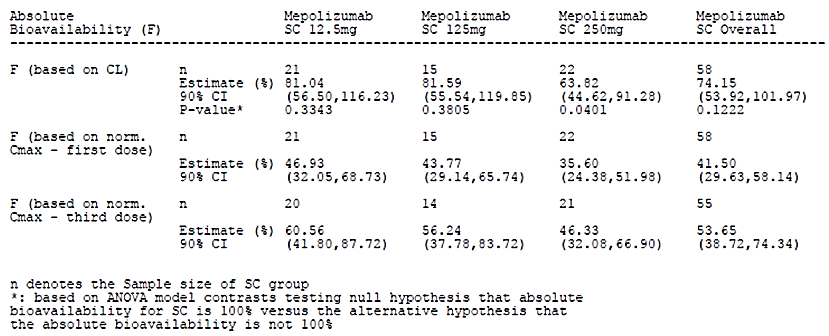 Absolute Mepolizumab Mepolizumab Mepolizumab Mepolizumab
Bioavailability (F) SC 12.5mg SC 125mg SC 250mg SC Overall
F (based on CL) n 21 15 22 58
Estimate (%) 81.04 81.59 63.82 74.15
90% CI (56.50,116.23) (55.54,119.85) (44.62,91.28) (53.92,101.97)
P-value* 0.3343 0.3805 0.0401 0.1222
F (based on norm. n 21 15 22 58
Cmax - first dose)
Estimate (%) 46.93 43.77 35.60 41.50
90% CI (32.05,68.73) (29.14,65.74) (24.38,51.98) (29.63,58.14)
F (based on norm. n 20 14 21 55
Cmax - third dose)
Estimate (%) 60.56 56.24 46.33 53.65
90% CI (41.80,87.72) (37.78,83.72) (32.08,66.90) (38.72,74.34)
n denotes the Sample size of SC group
*: based on ANOVA model contrasts testing null hypothesis that absolute
bioavailability for SC is 100% versus the alternative hypothesis that
the absolute bioavailability is not 100%